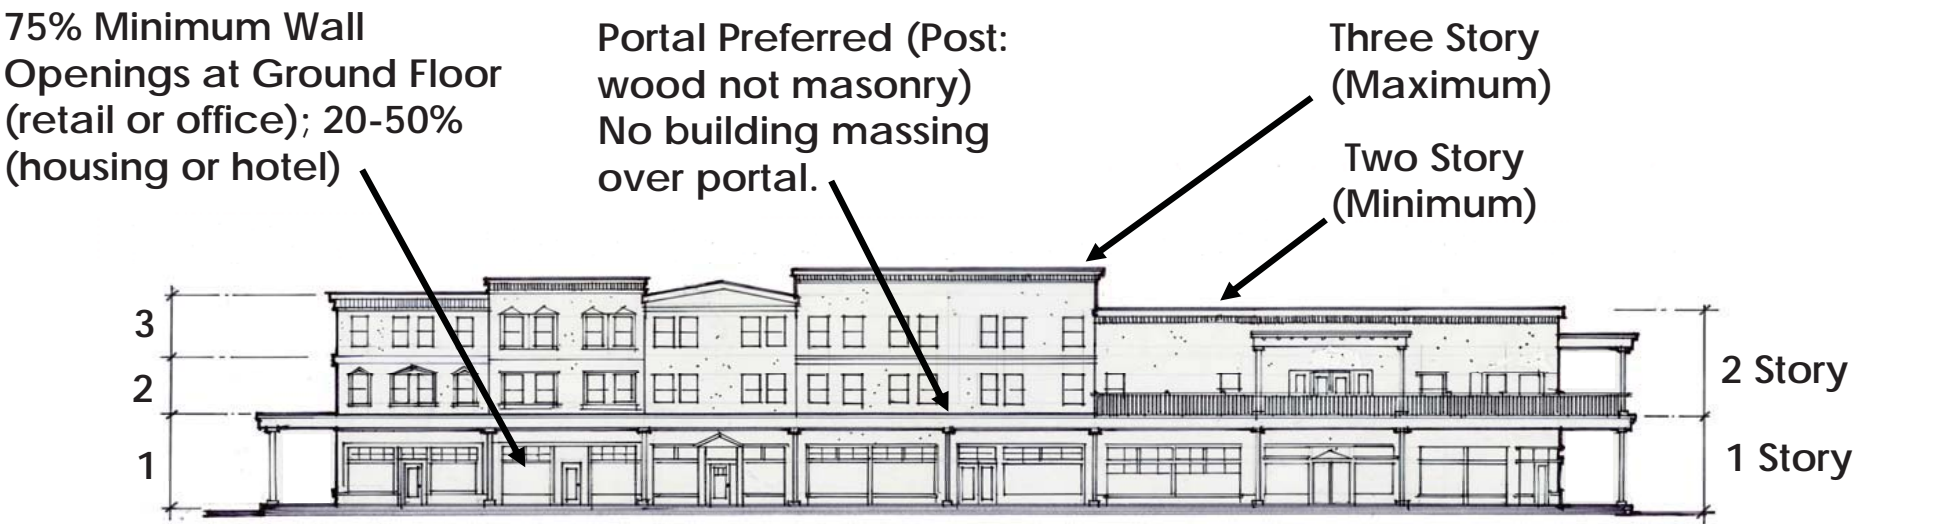 75% Minimum Wall
Openings at Ground Floor
(retail or office); 20-50%
(housing or hotel)
Portal Preferred (Post:
wood not masonry)
No building massing
over portal.
Three Story
(Maximum)
Two Story
(Minimum)
3
2
1
2 Story
1 Story